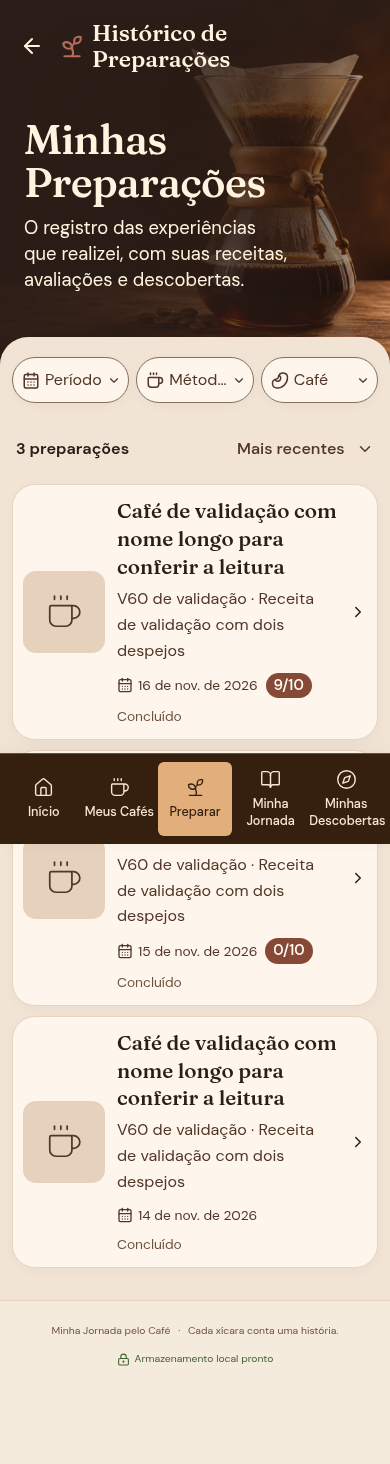 Histórico de
Preparações
Minhas
Preparações
O registro das experiências
que realizei, com suas receitas,
avaliações e descobertas.
Período
Métod...
Café
3 preparações
Mais recentes
Café de validação com
nome longo para
conferir a leitura
V60 de validação · Receita
de validação com dois
despejos
16 de nov. de 2026 9/10
Concluído
Início
Meus Cafés
Preparar
Minha
Jornada
Minhas
Descobertas
V60 de validação · Receita
de validação com dois
despejos
15 de nov. de 2026 0/10
Concluído
Café de validação com
nome longo para
conferir a leitura
V60 de validação · Receita
de validação com dois
despejos
14 de nov. de 2026
Concluído
Minha Jornada pelo Café · Cada xícara conta uma história.
Armazenamento local pronto